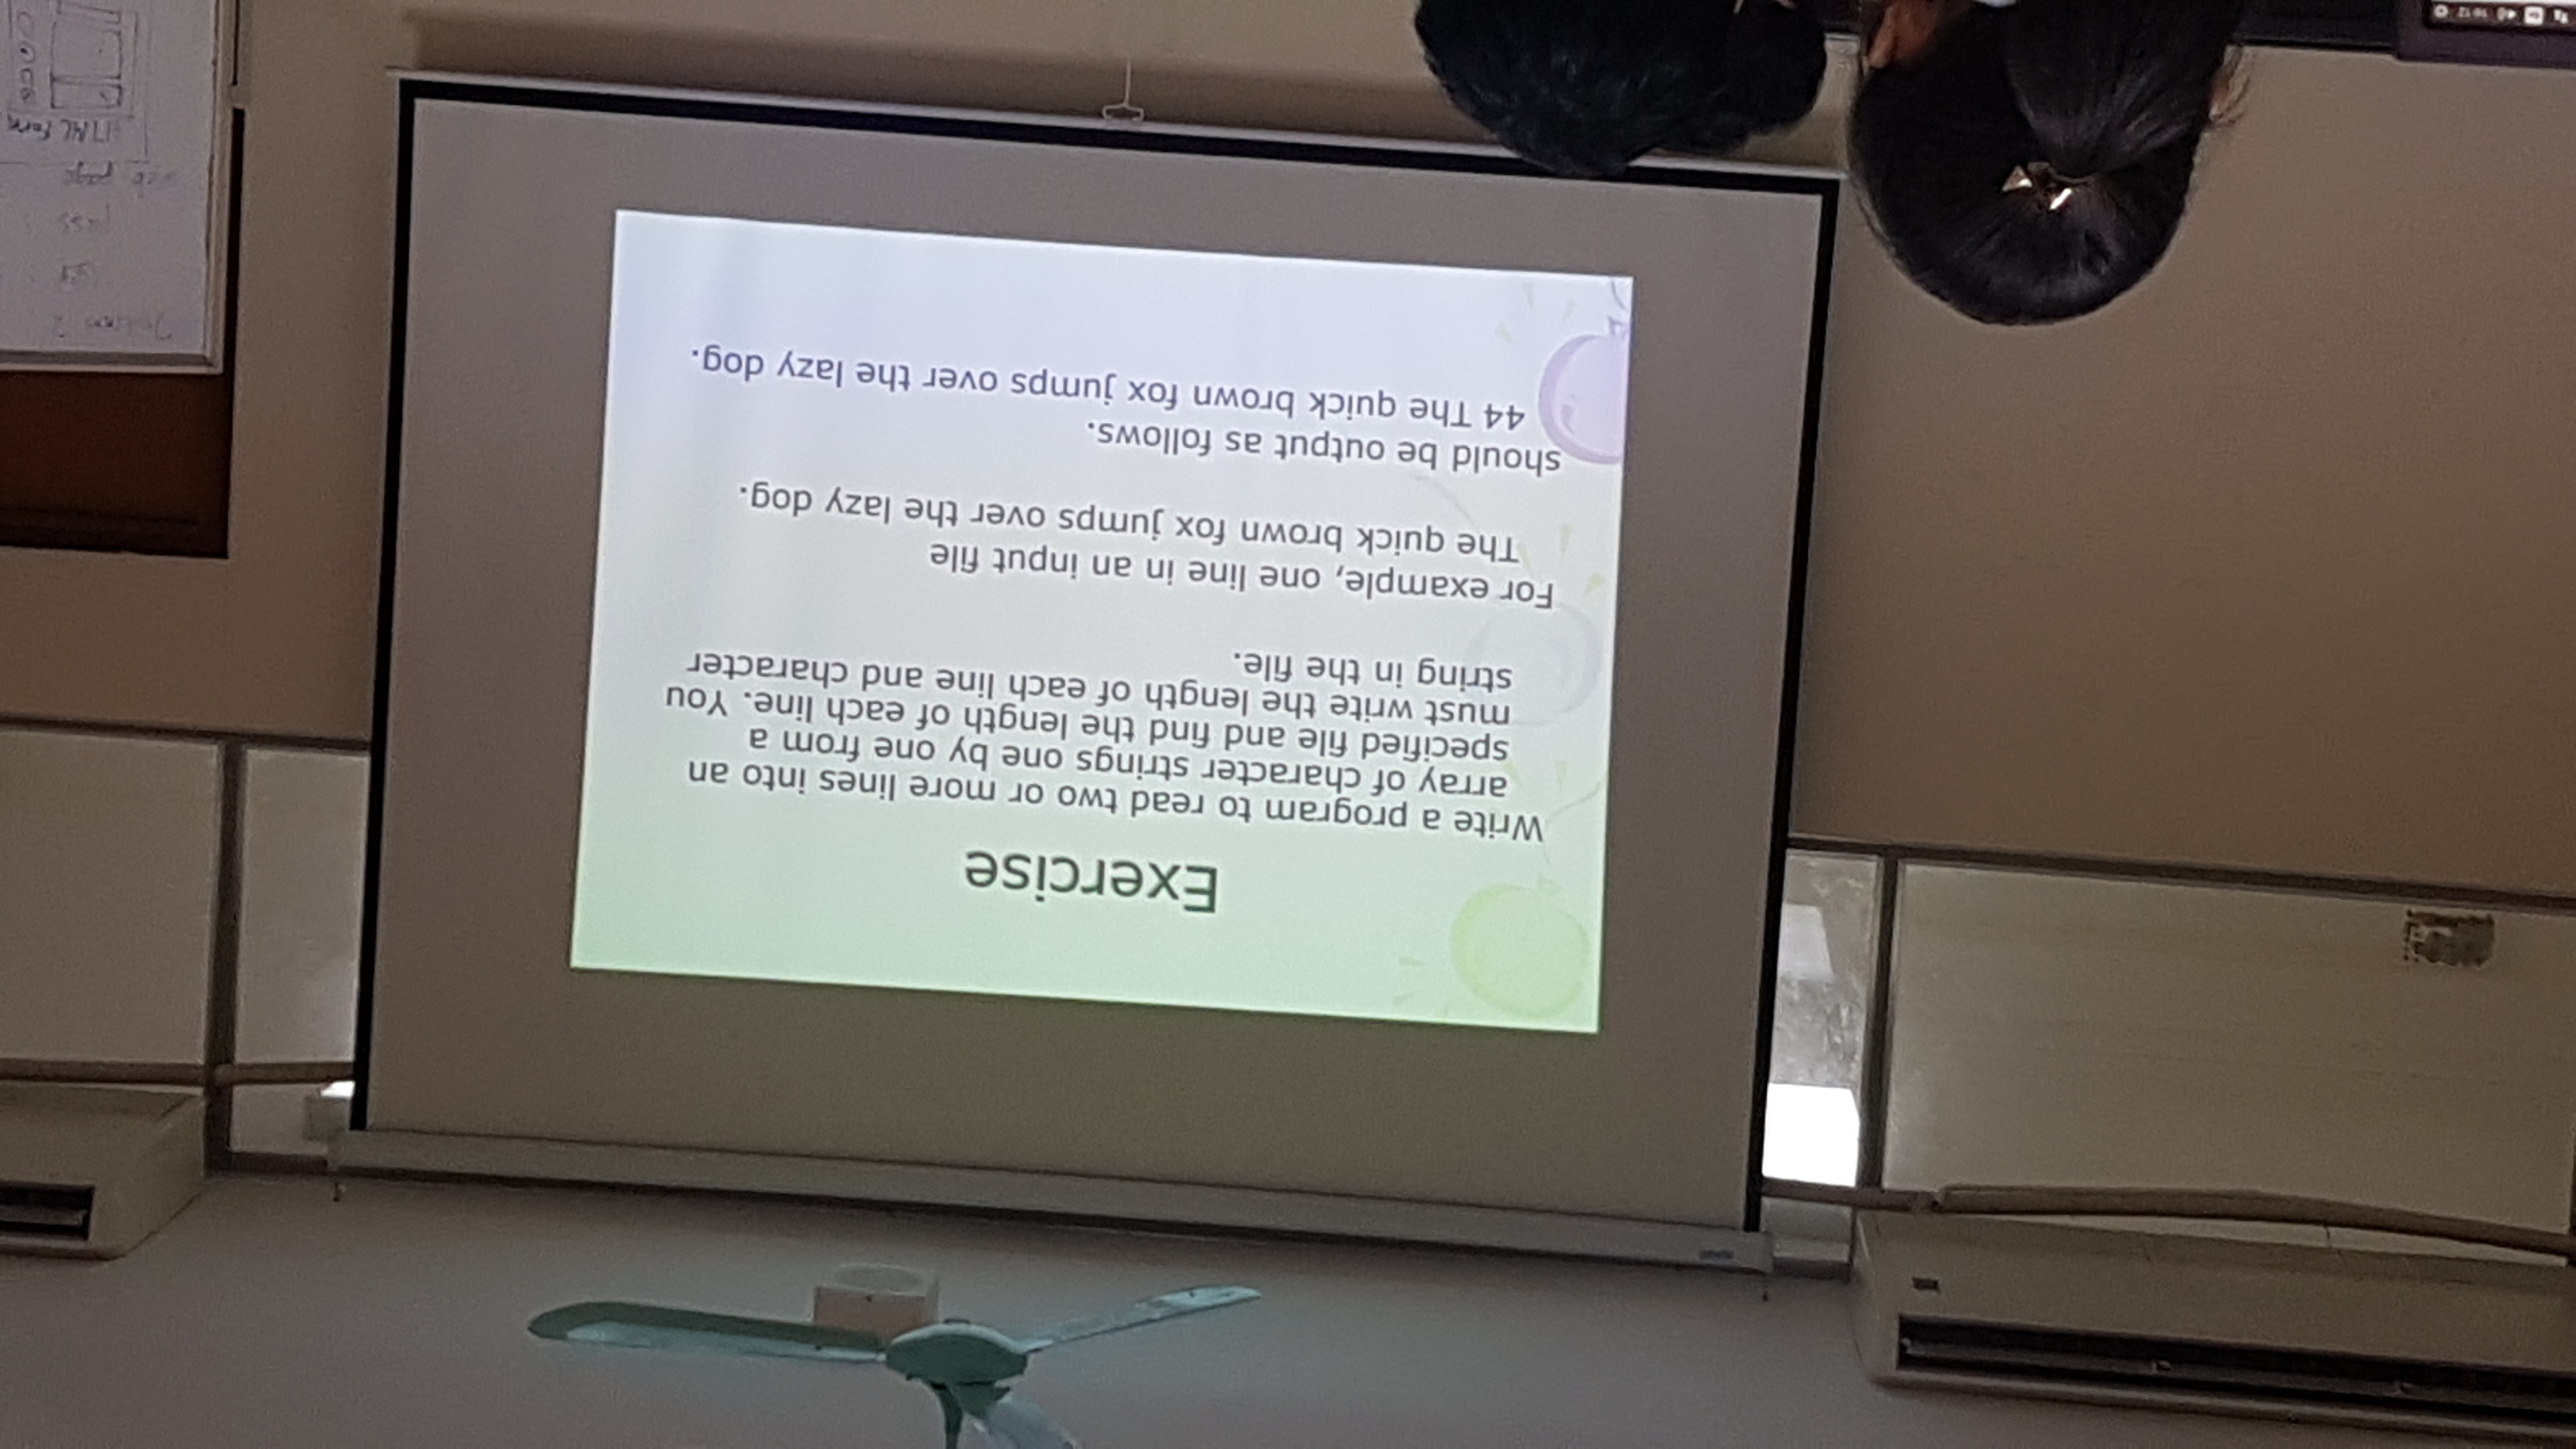 Exercise
Write a program to read two or more lines into an
array of character strings one by one from a
specified file and find the length of each line. You
must write the length of each line and character
string in the file.
For example, one line in an input file
The quick brown fox jumps over the lazy dog.
should be output as follows.
44 The quick brown fox jumps over the lazy dog.
pass
page
HTML Form